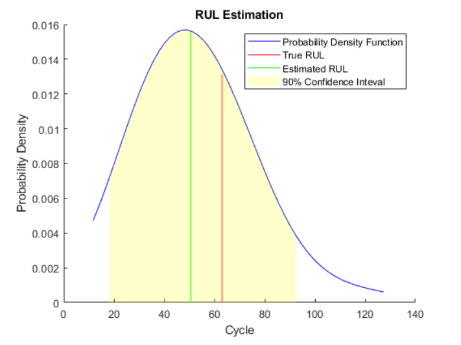 RUL Estimation
0.016
0.014
0.012
0.01
0.008
0.006
0.004
0.002
0
Probability Density
Probability Density Function
True RUL
Estimated RUL
90% Confidence Inteval
0 20 40 60 80 100 120 140
Cycle